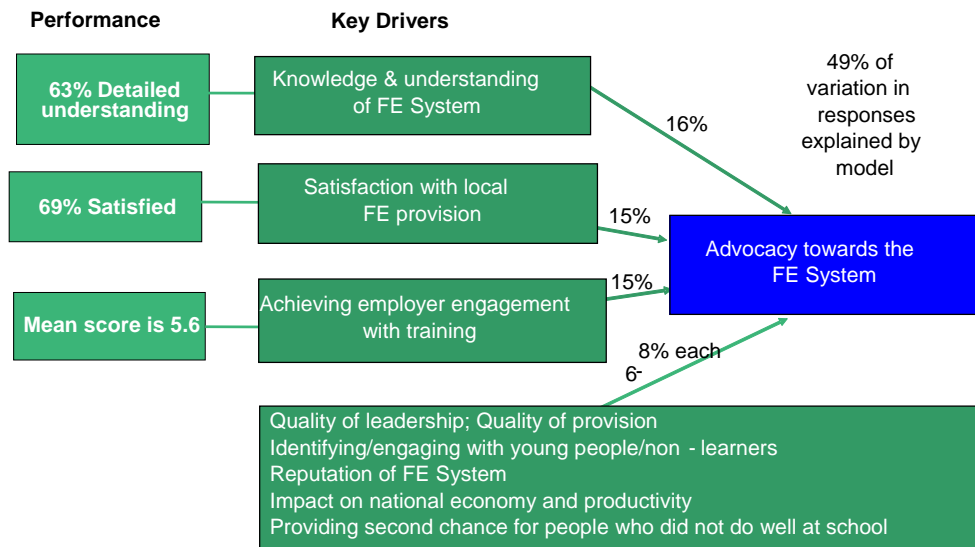 Performance
Key Drivers
63% Detailed
understanding
Knowledge & understanding
of FE System
49% of
variation in
responses
explained by
model
16%
69% Satisfied
Satisfaction with local
FE provision
15%
Advocacy towards the
FE System
Mean score is 5.6
Achieving employer engagement
with training
15%
6-8% each
Quality of leadership; Quality of provision
Identifying/engaging with young people/non - learners
Reputation of FE System
Impact on national economy and productivity
Providing second chance for people who did not do well at school